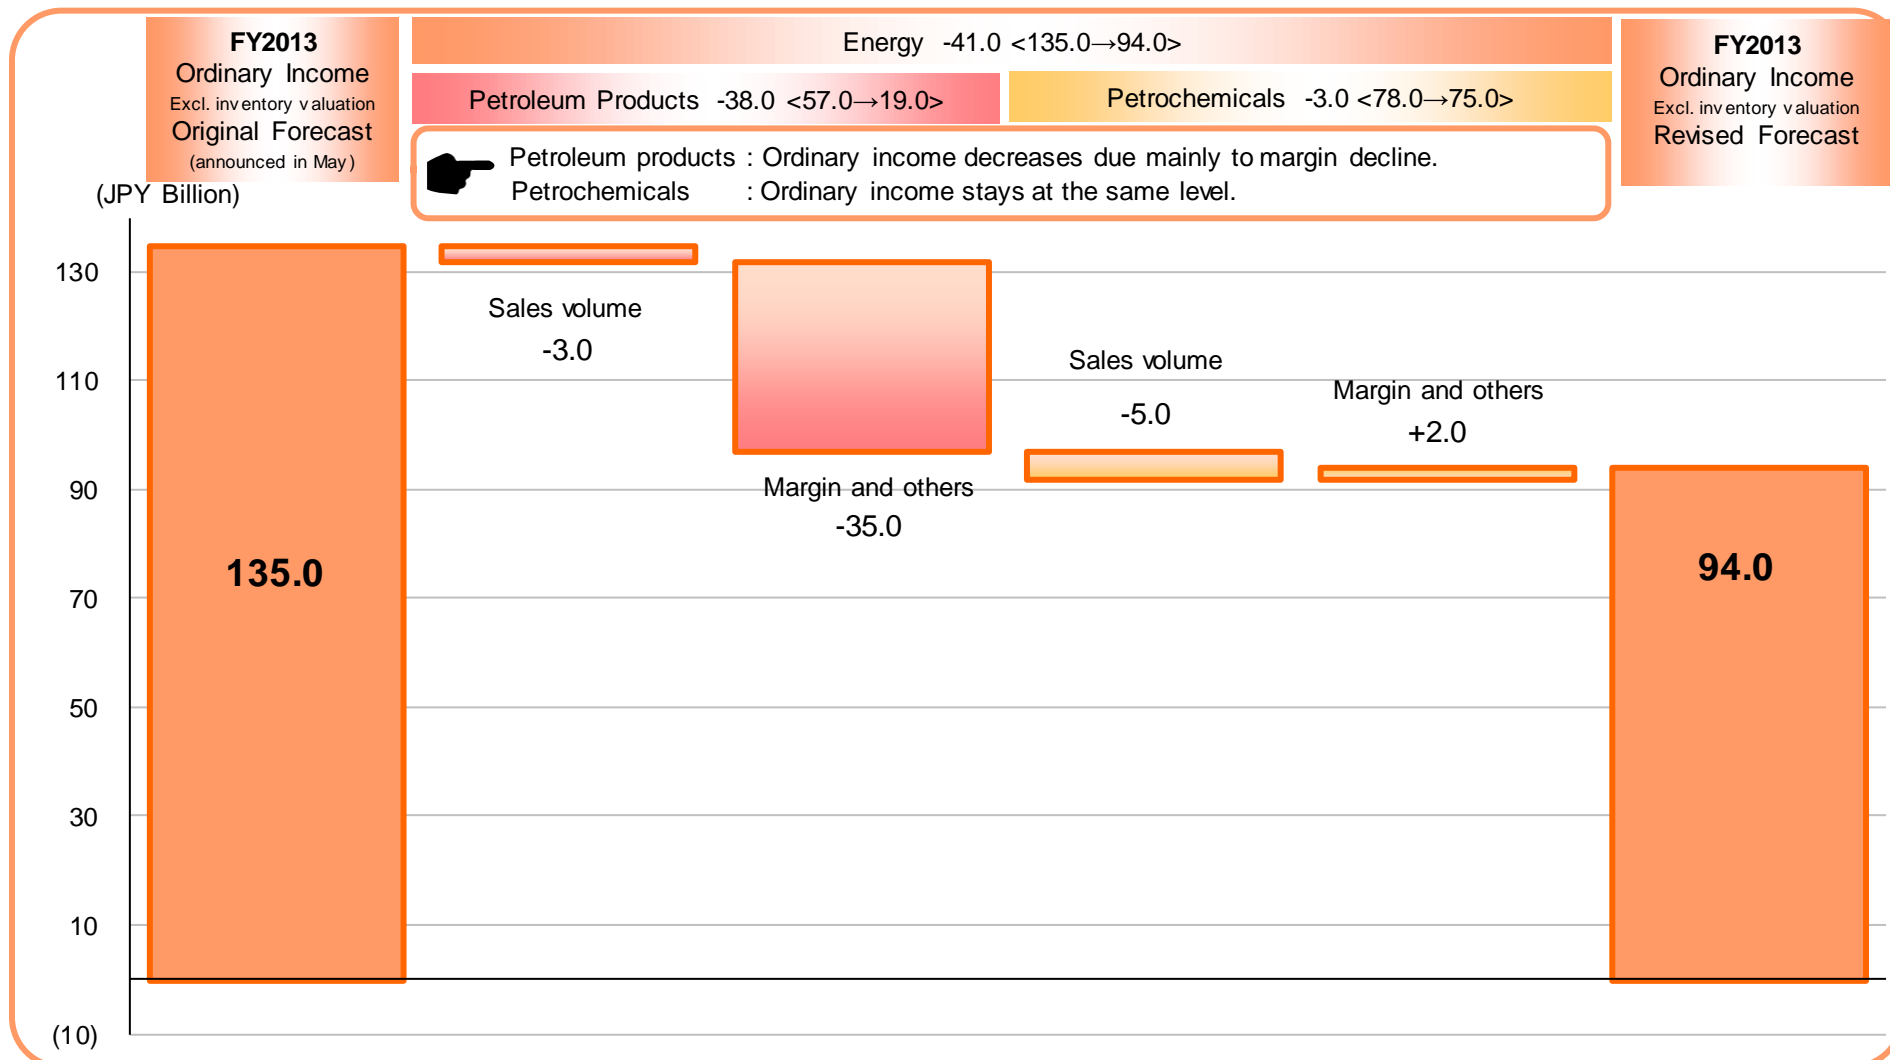 FY2013
Ordinary Income
Excl. inventory valuation
Original Forecast
(announced in May)
Energy -41.0 <135.0→94.0>
Petroleum Products -38.0 <57.0→19.0>
Petrochemicals -3.0 <78.0→75.0>
FY2013
Ordinary Income
Excl. inventory valuation
Revised Forecast
Petroleum products : Ordinary income decreases due mainly to margin decline.
Petrochemicals : Ordinary income stays at the same level.
(JPY Billion)
130
110
90
70
50
30
10
(10)
135.0
Sales volume
-3.0
Margin and others
-35.0
Sales volume
-5.0
Margin and others
+2.0
94.0